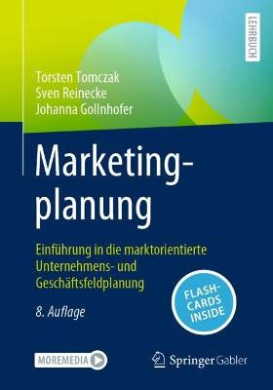 LEHRBUCH
Torsten Tomczak
Sven Reinecke
Johanna Gollnhofer
Marketing-
planung
Einführung in die marktorientierte
Unternehmens- und
Geschäftsfeldplanung
8. Auflage
FLASH-
CARDS
INSIDE
MOREMEDIA
Springer Gabler